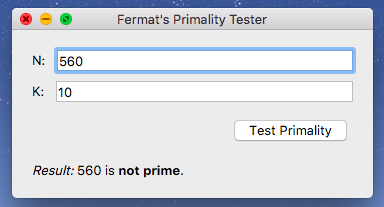 Fermat's Primality Tester
N: 560
K: 10
Test Primality
Result: 560 is not prime.